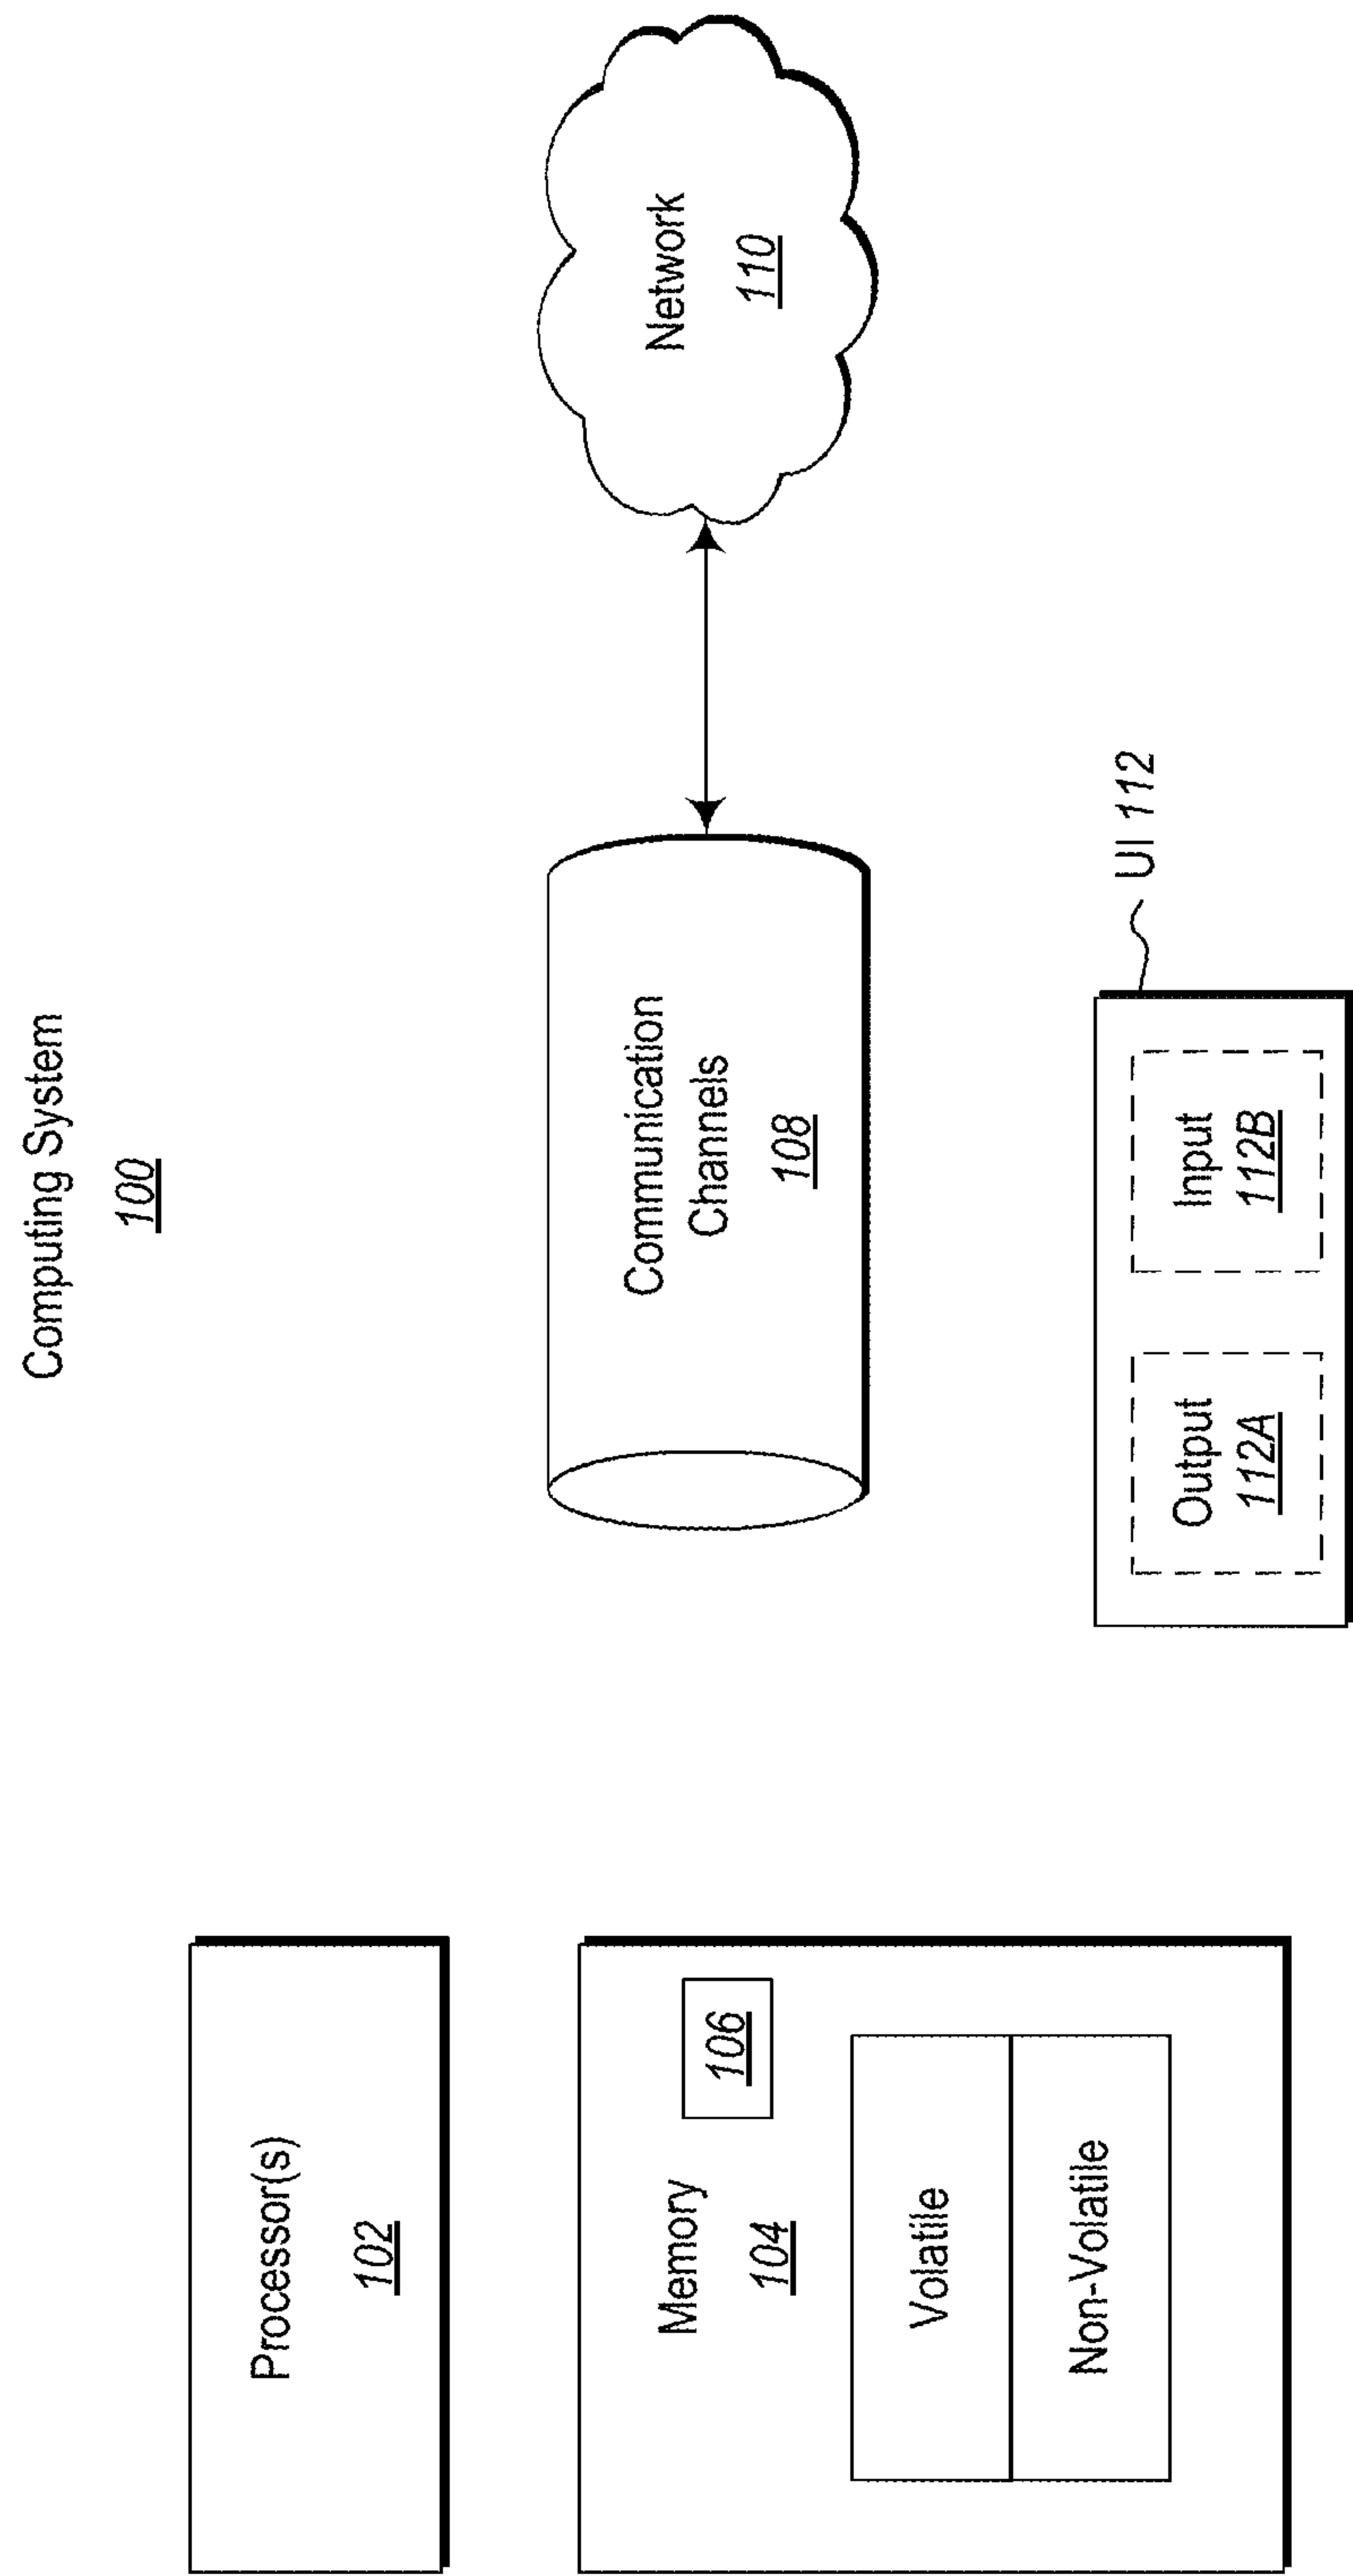 Computing System
100
Processor(s)
102
Memory
104
106
Volatile
Non-Volatile
Communication
Channels
108
Network
110
UI 112
Output
112A
Input
112B